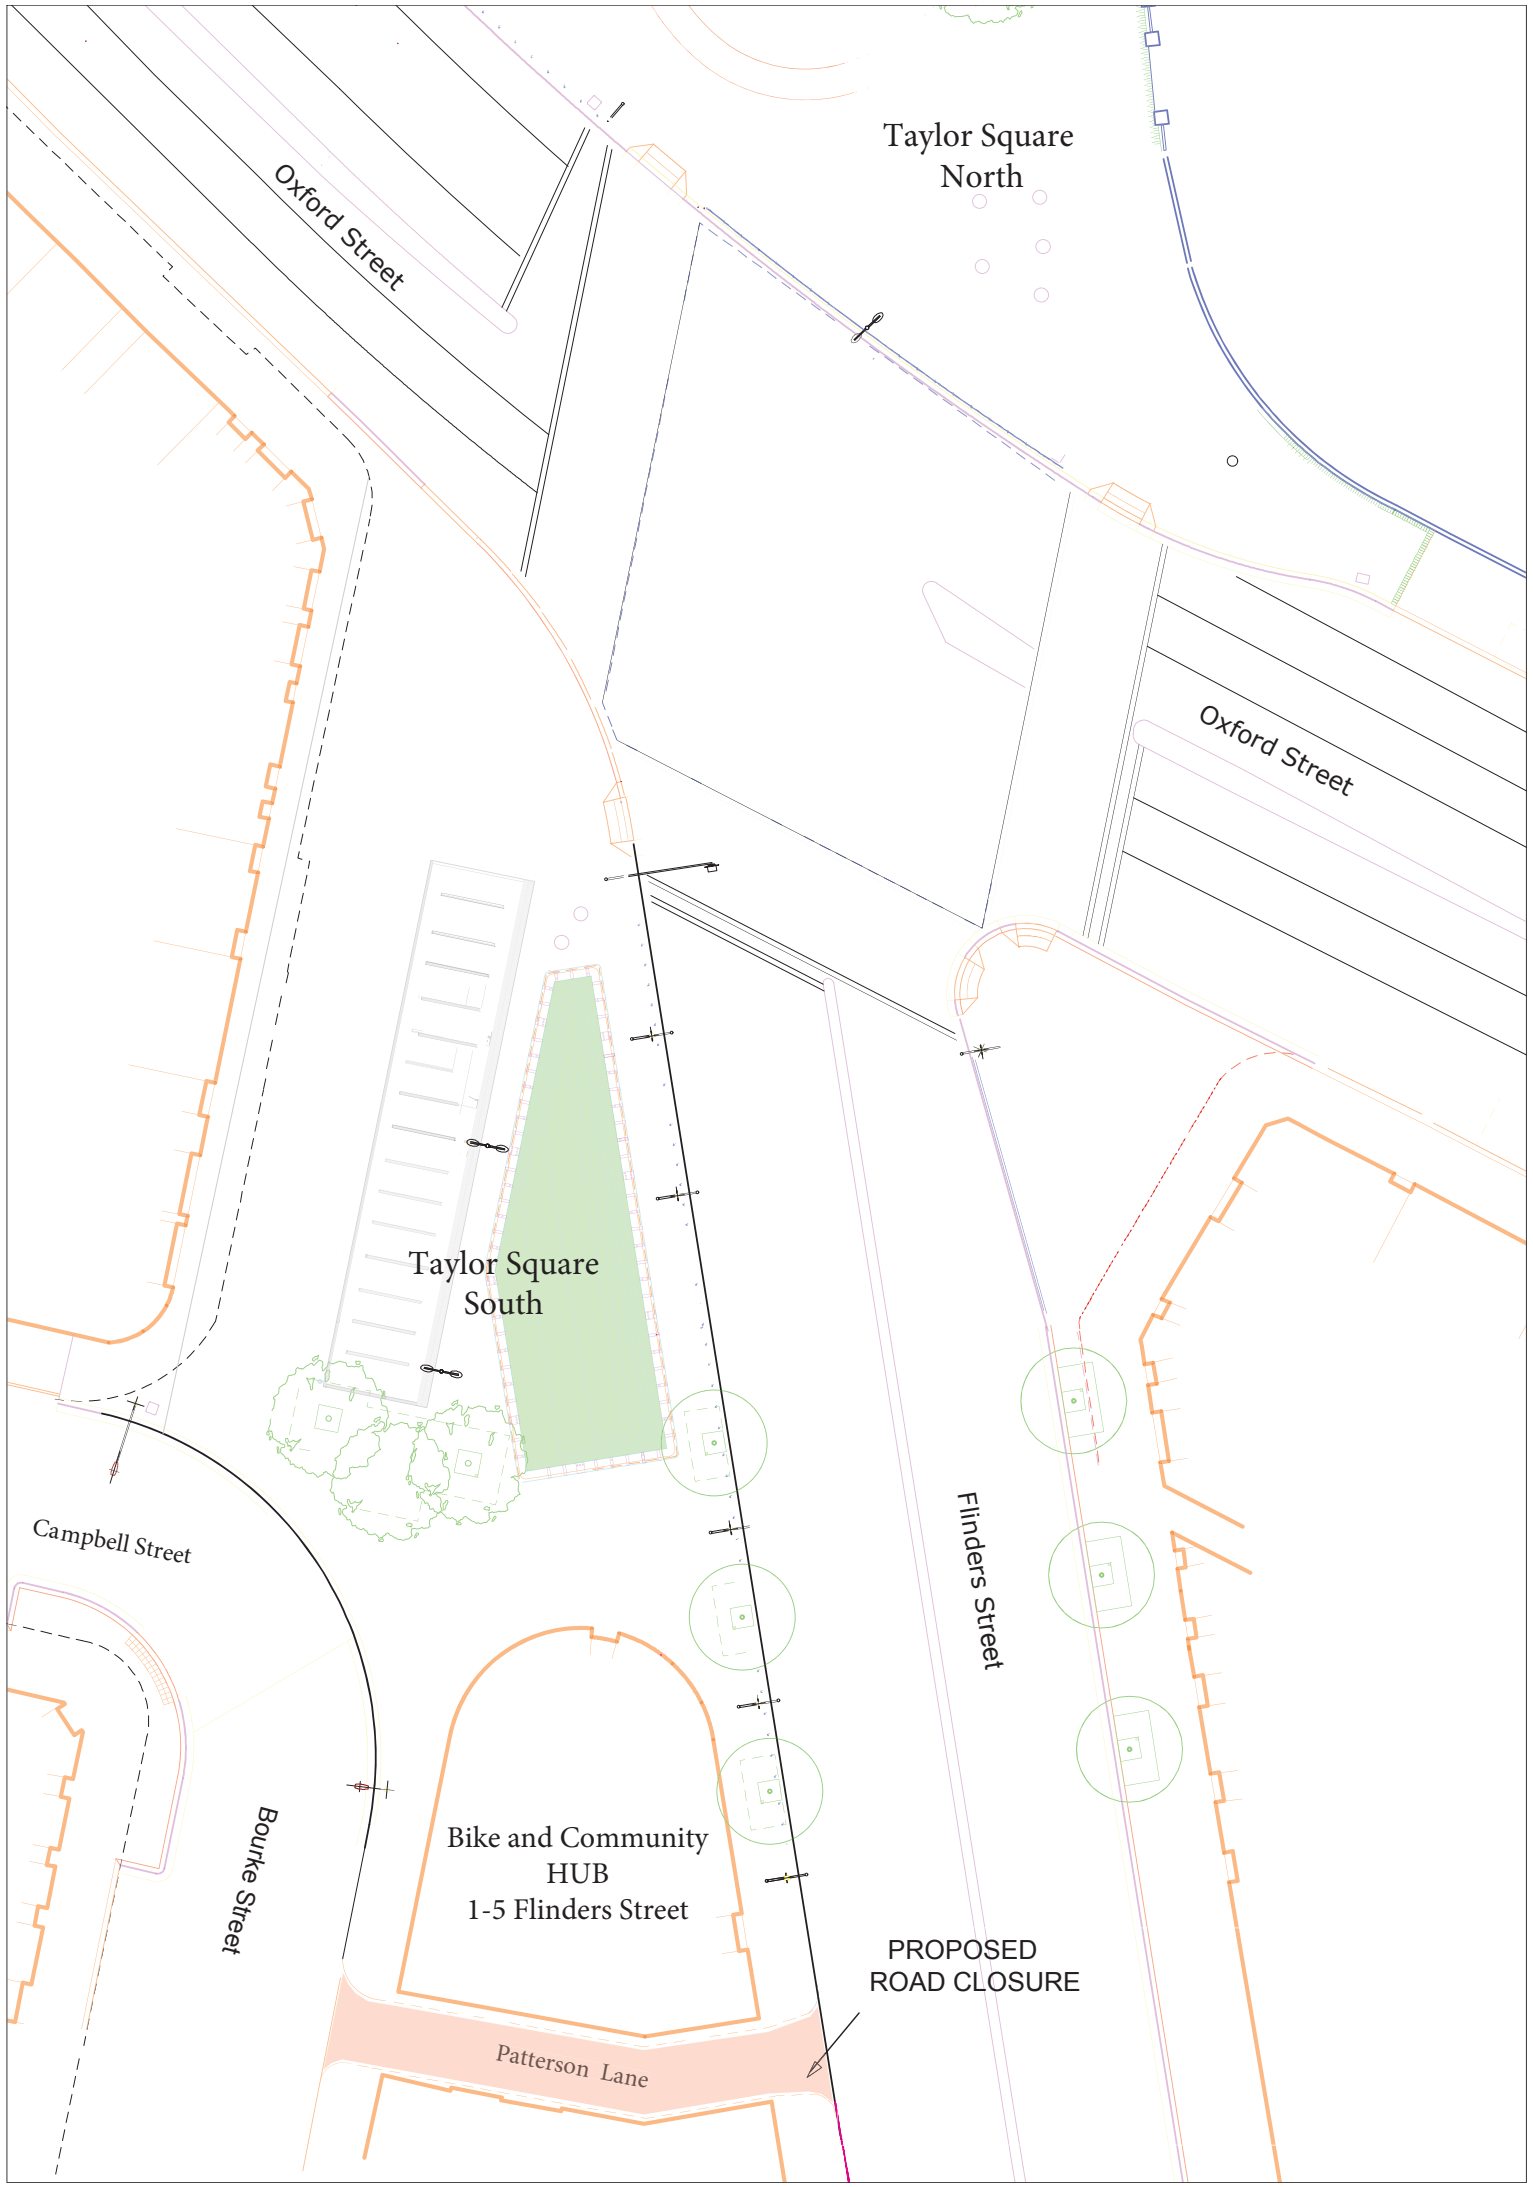 Taylor Square
North
Oxford Street
Oxford Street
Taylor Square
South
Campbell Street
Flinders Street
Bourke Street
Bike and Community
HUB
1-5 Flinders Street
PROPOSED
ROAD CLOSURE
Patterson Lane